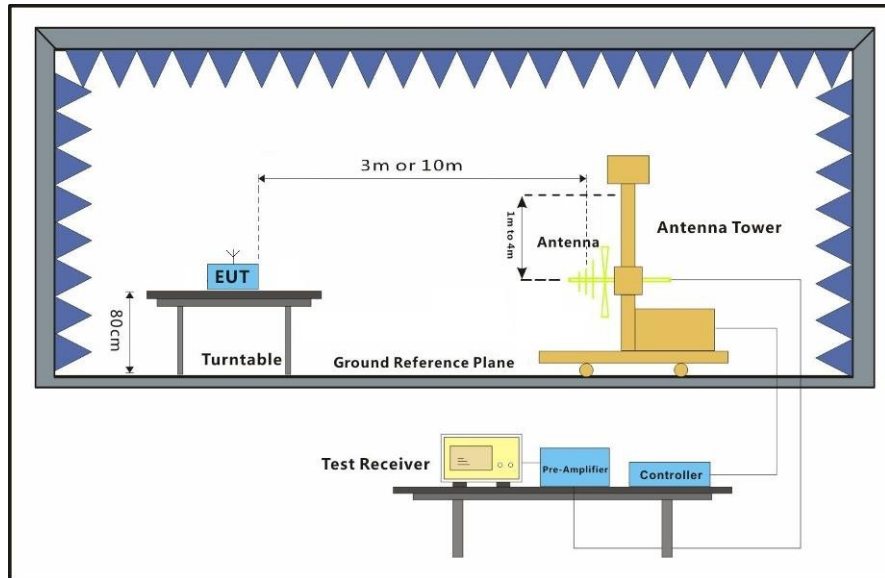 3m or 10m
1m to 4m
Antenna
Antenna Tower
EUT
80cm
Turntable
Ground Reference Plane
Test Receiver
Pre-Amplifier
Controller